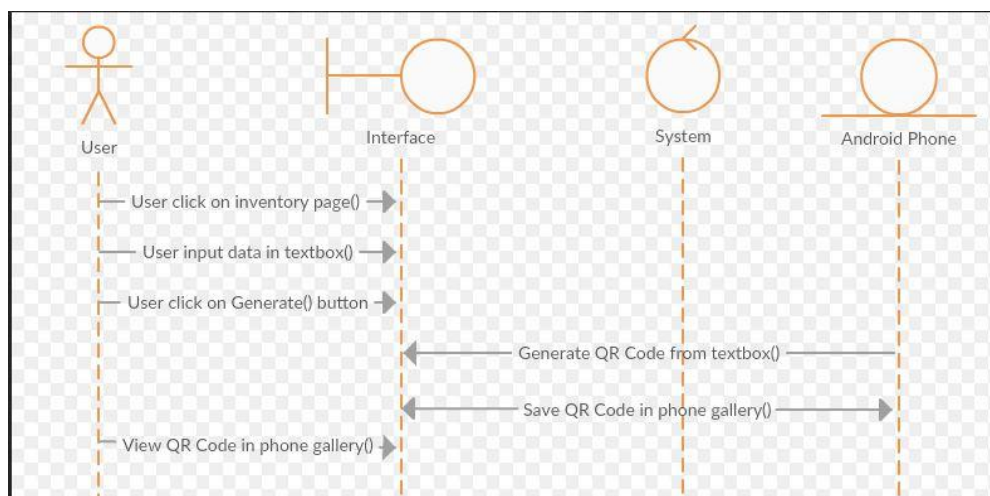 User
Interface
System
Android Phone
User click on inventory page()
User input data in textbox()
User click on Generate() button
Generate QR Code from textbox()
Save QR Code in phone gallery()
View QR Code in phone gallery()